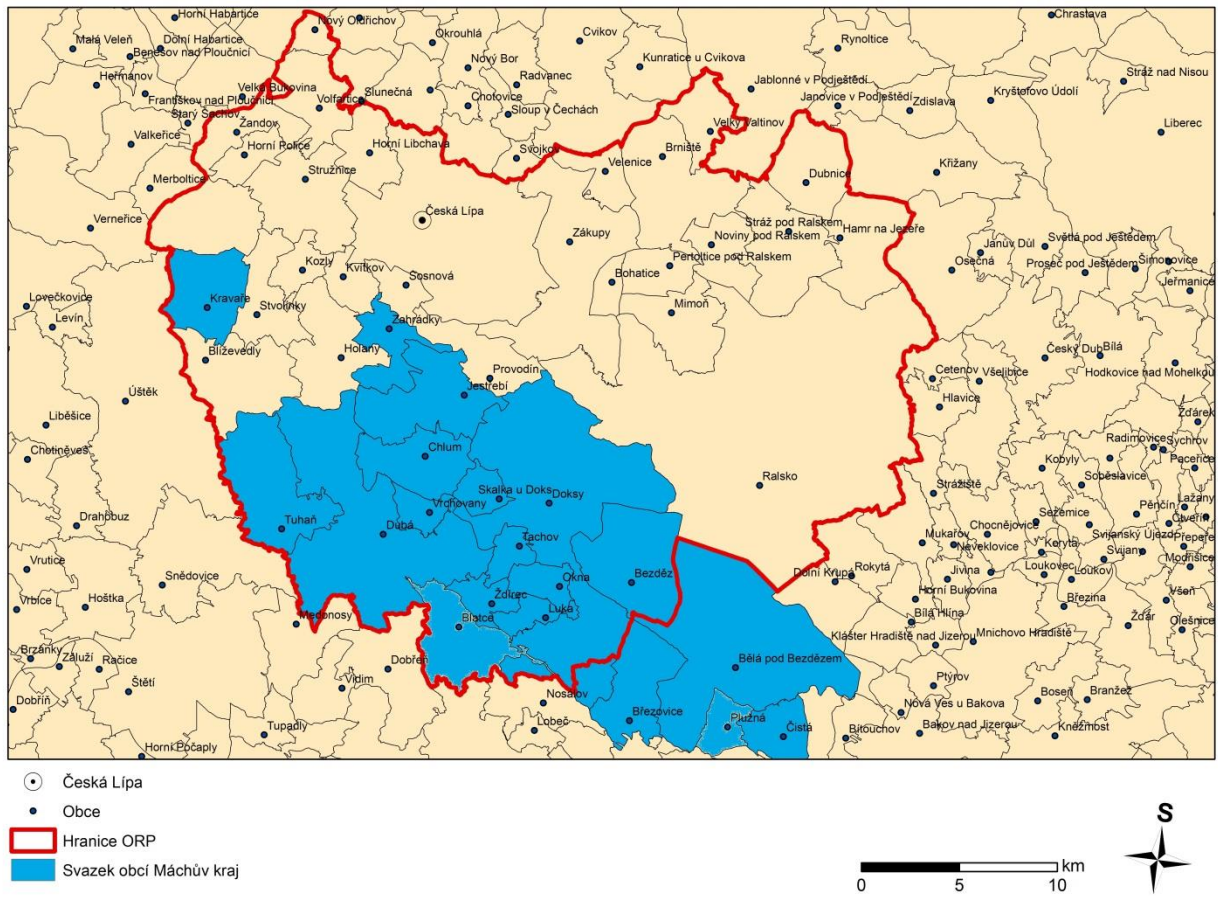 Horní Habartice
Chrastava
Nový Oldřichov
Malá Veleň
Dolní Habartice
Okrouhlá
Cvikov
Rynoltice
Benešov nad Ploučnicí
Nový Bor
Kunratice u Cvikova
Heřmanov
Velká Bukovina
Slunečná
Radvanec
Jablonné v Podještědí
Stráž nad Nisou
Františkov nad Ploučnicí
Volfartice
Chotovice
Janovice v Podještědí
Kryštofovo Údolí
Starý Šachov
Sloup v Čechách
Zdislava
Žandov
Velký Valtinov
Liberec
Valkeřice
Horní Police
Horní Libchava
Svojkov
Velenice
Brniště
Merboltice
Stružnice
Dubnice
Křižany
Verneřice
Česká Lípa
Zákupy
Stráž pod Ralskem
Noviny pod Ralskem
Hamr na Jezeře
Janův Důl
Světlá pod Ještědem
Kozly
Kvítkov
Sosnová
Bohatice
Pertoltice pod Ralskem
Osečná
Proseč pod Ještědem
Šimonovice
Jeřmanice
Lovečkovice
Kravaře
Stvolínky
Mimoň
Levín
Zahrádky
Blíževedly
Holany
Provodín
Český Dub
Bílá
Hodkovice nad Mohelkou
Úštěk
Jestřebí
Cetenov
Všelibice
Liběšice
Hlavice
Žďárek
Chotiněves
Chlum
Radimovice
Sychrov
Kobyly
Paceřice
Ralsko
Soběslavice
Skalka u Doks
Doksy
Strážiště
Lažany
Drahobuz
Tuhaň
Vrchovany
Dubá
Sezemice
Pěnčín
Čtveřín
Tachov
Mukařov
Chocnějovice
Svijanský Újezd
Přepeře
Neveklovice
Koryta
Svijany
Vrutice
Snědovice
Okna
Bezděz
Dolní Krupá
Rokytá
Jivina
Loukovec
Loukov
Modřišice
Vrbice
Hoštka
Ždírec
Luka
Horní Bukovina
Březina
Všeň
Medonosy
Blatce
Bílá Hlína
Žďár
Olešnice
Brzánky
Záluží
Račice
Dobřeň
Bělá pod Bezdězem
Klášter Hradiště nad Jizerou
Mnichovo Hradiště
Štětí
Vidim
Ptýrov
Dobříň
Nosálov
Březovice
Nová Ves u Bakova
Boseň
Branžež
Tupadly
Lobeč
Plužná
Čistá
Bítouchov
Bakov nad Jizerou
Kněžmost
Horní Počaply
Česká Lípa
Obce
Hranice ORP
Svazek obcí Máchův kraj
S
km
0 5 10